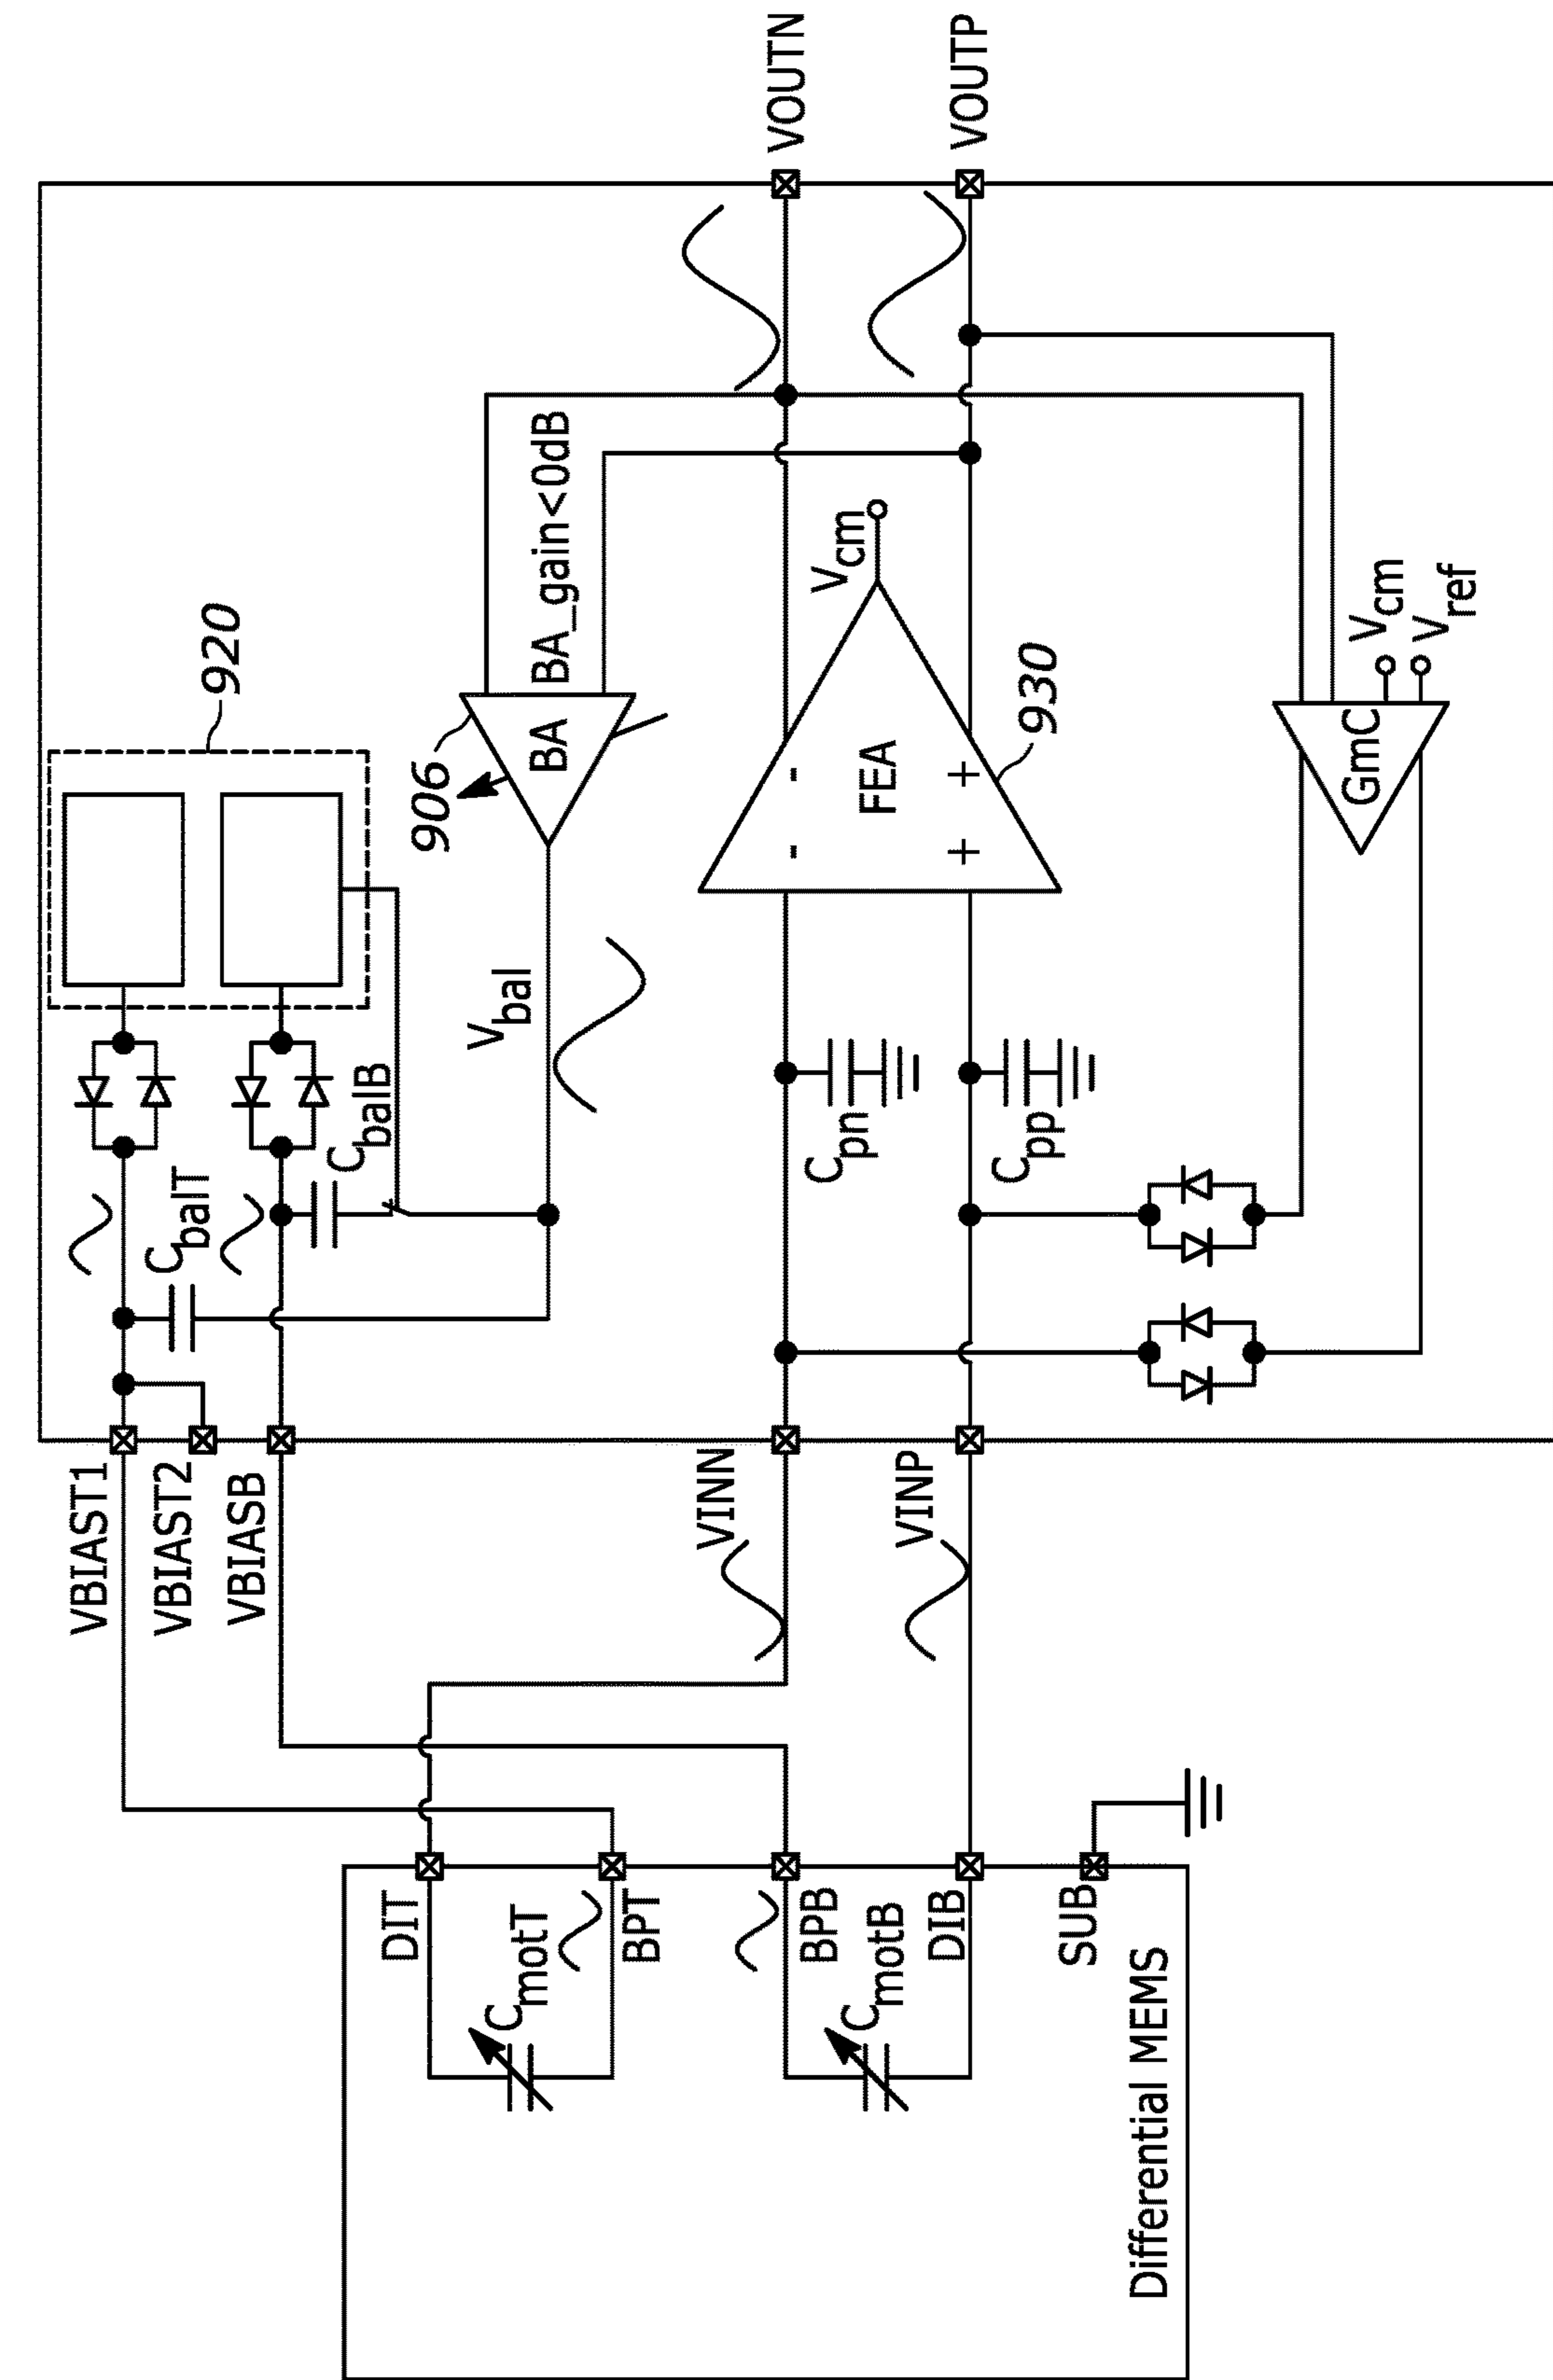 VOUTN
VOUTP
920
906
BA
BA_gain<0dB
Vcm
FEA
-
-
+
+
930
Vcm
Vref
GmC
Vbal
CbalB
CbalT
Cpn
Cpp
VBIAST1
VBIAST2
VBIASB
VINN
VINP
DIT
CmotT
BPT
BPB
CmotB
DIB
SUB
Differential MEMS